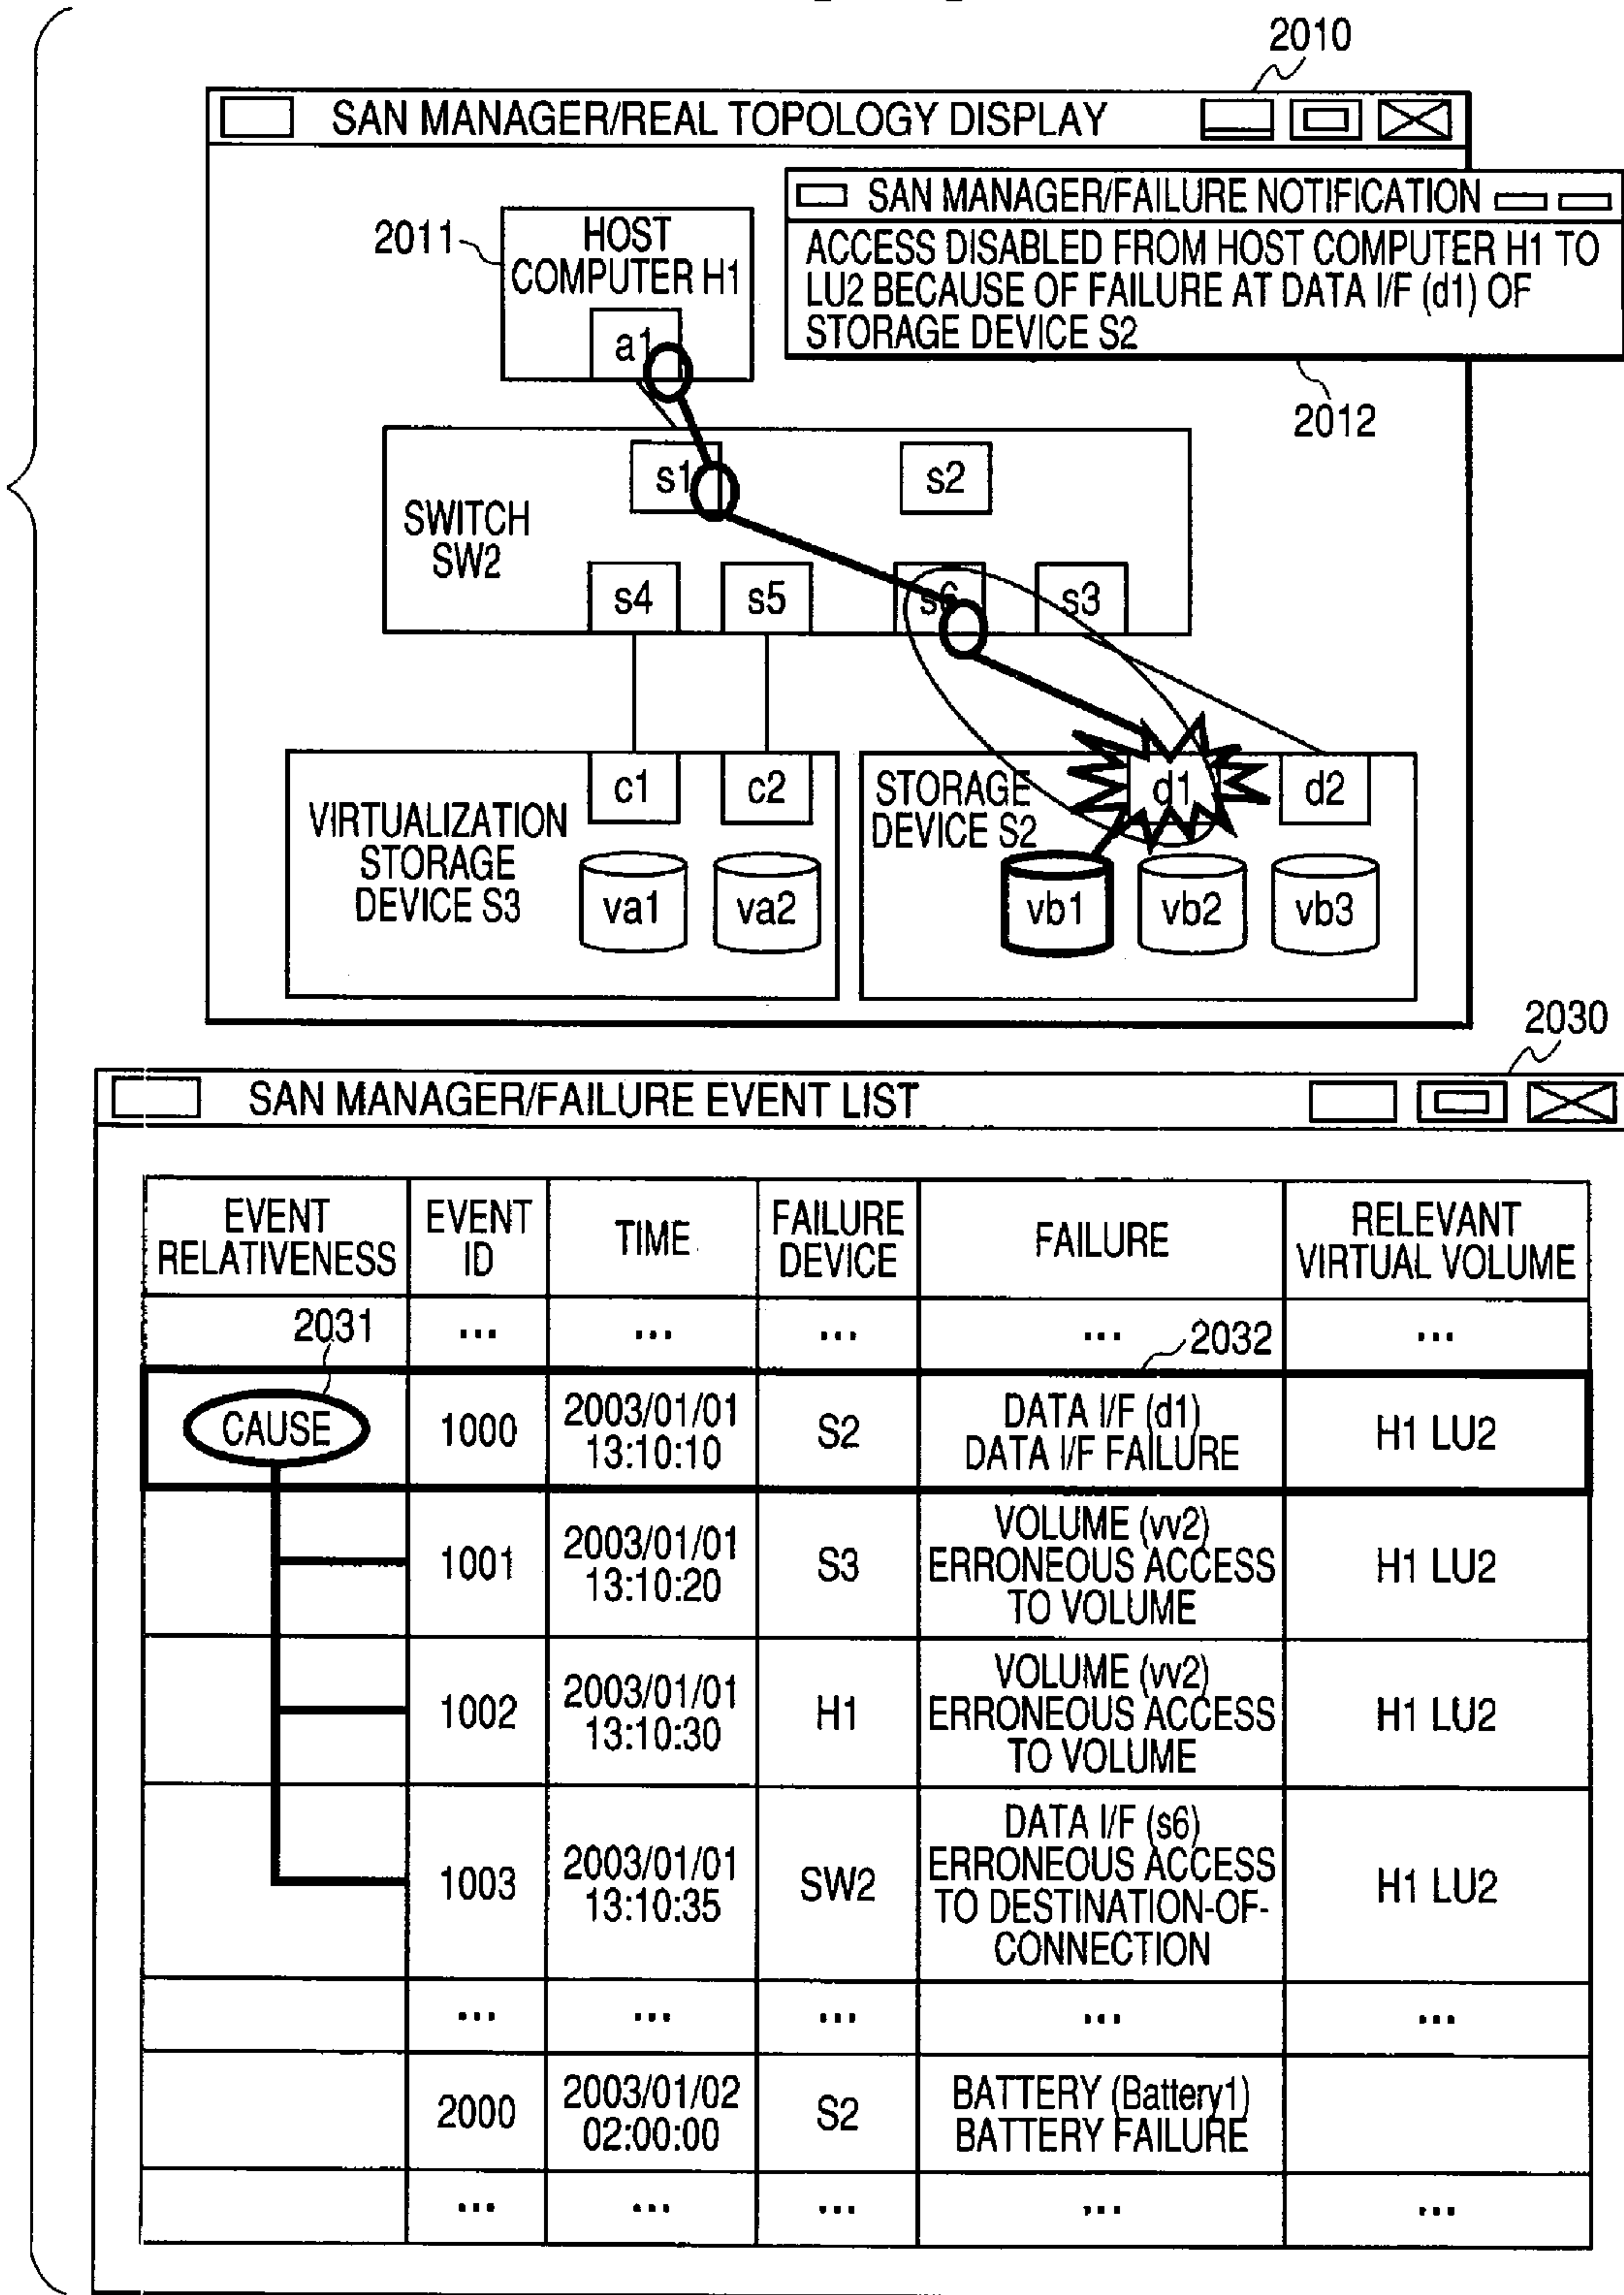 2010
SAN MANAGER/REAL TOPOLOGY DISPLAY
SAN MANAGER/FAILURE NOTIFICATION
ACCESS DISABLED FROM HOST COMPUTER H1 TO
LU2 BECAUSE OF FAILURE AT DATA I/F (d1) OF
STORAGE DEVICE S2
2012
2011
HOST
COMPUTER H1
a1
s1
s2
SWITCH
SW2
s4
s5
s6
s3
VIRTUALIZATION
STORAGE
DEVICE S3
c1
c2
va1
va2
STORAGE
DEVICE S2
d1
d2
vb1
vb2
vb3
2030
SAN MANAGER/FAILURE EVENT LIST
EVENT RELATIVENESS EVENT ID TIME FAILURE DEVICE FAILURE RELEVANT VIRTUAL VOLUME
2031 ... ... ... ... 2032 ...
CAUSE 1000 2003/01/01 13:10:10 S2 DATA I/F (d1) DATA I/F FAILURE H1 LU2
1001 2003/01/01 13:10:20 S3 VOLUME (vv2) ERRONEOUS ACCESS TO VOLUME H1 LU2
1002 2003/01/01 13:10:30 H1 VOLUME (vv2) ERRONEOUS ACCESS TO VOLUME H1 LU2
1003 2003/01/01 13:10:35 SW2 DATA I/F (s6) ERRONEOUS ACCESS TO DESTINATION-OF-CONNECTION H1 LU2
... ... ... ... ...
2000 2003/01/02 02:00:00 S2 BATTERY (Battery1) BATTERY FAILURE
... ... ... ... ...